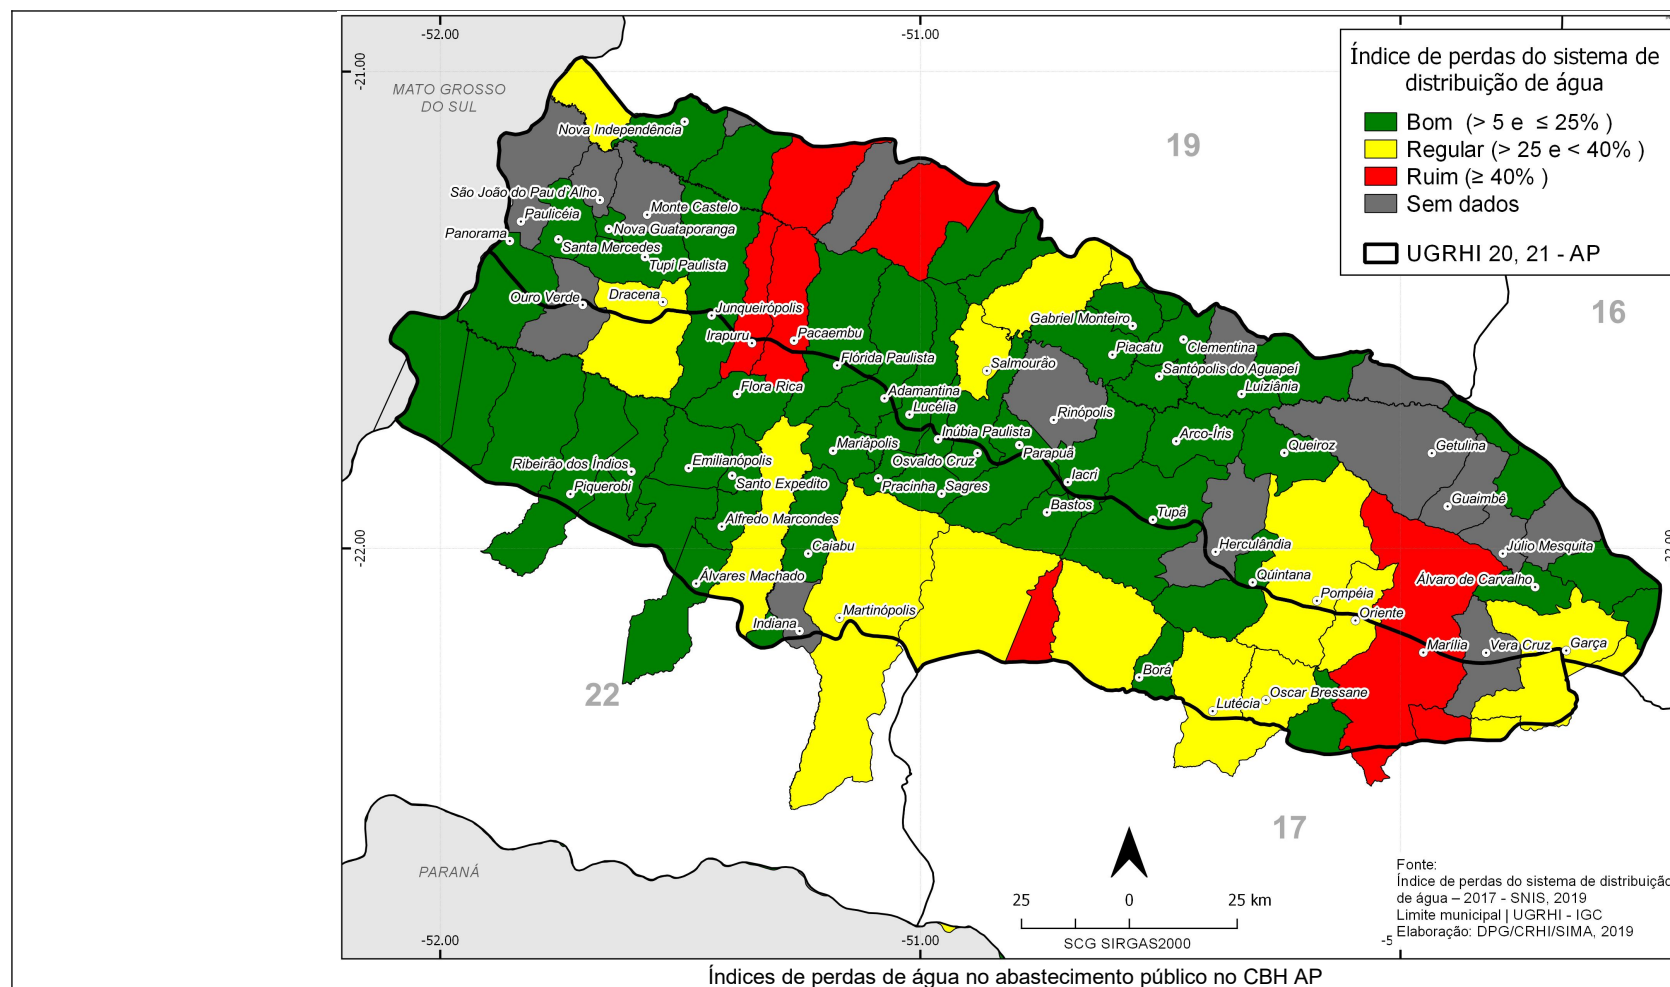 -52.00
-51.00
-21.00
MATO GROSSO
DO SUL
Índice de perdas do sistema de
distribuição de água
Bom (> 5 e ≤ 25% )
Regular (> 25 e < 40% )
Ruim (≥ 40% )
Sem dados
UGRHI 20, 21 - AP
19
16
Nova Independência
São João do Pau d'Alho
Paulicéia
Monte Castelo
Panorama
Nova Guataporanga
Santa Mercedes
Tupi Paulista
Ouro Verde
Dracena
Junqueirópolis
Irapuru
Pacaembu
Gabriel Monteiro
Piacatu
Clementina
Flórida Paulista
Salmourão
Santópolis do Aguapeí
Flora Rica
Adamantina
Luiziânia
Lucélia
Rinópolis
Inúbia Paulista
Arco-Íris
Mariápolis
Osvaldo Cruz
Parapuã
Queiroz
Getulina
Ribeirão dos Índios
Emilianópolis
Iacri
Piquerobi
Santo Expedito
Pracinha
Sagres
Guaimbê
Bastos
Alfredo Marcondes
Tupã
-22.00
Caiabu
Herculândia
Júlio Mesquita
22.00
Álvares Machado
Quintana
Álvaro de Carvalho
Pompéia
Martinópolis
Oriente
Indiana
Marília
Vera Cruz
Garça
Borá
Oscar Bressane
Lutécia
22
17
PARANÁ
25 0 25 km
SCG SIRGAS2000
Fonte:
Índice de perdas do sistema de distribuição
de água – 2017 - SNIS, 2019
Limite municipal | UGRHI - IGC
Elaboração: DPG/CRHI/SIMA, 2019
-52.00
-51.00
-5
Índices de perdas de água no abastecimento público no CBH AP